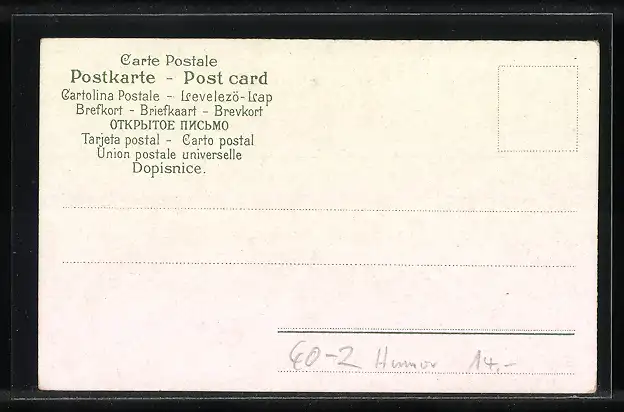 Carte Postale
Postkarte - Post card
Cartolina Postale - Levelező-Lap
Brefkort - Briefkaart - Brevkort
ОТКРЫТОЕ ПИСЬМО
Tarjeta postal - Carto postal
Union postale universelle
Dopisnice.
60-2 Humor 14.-